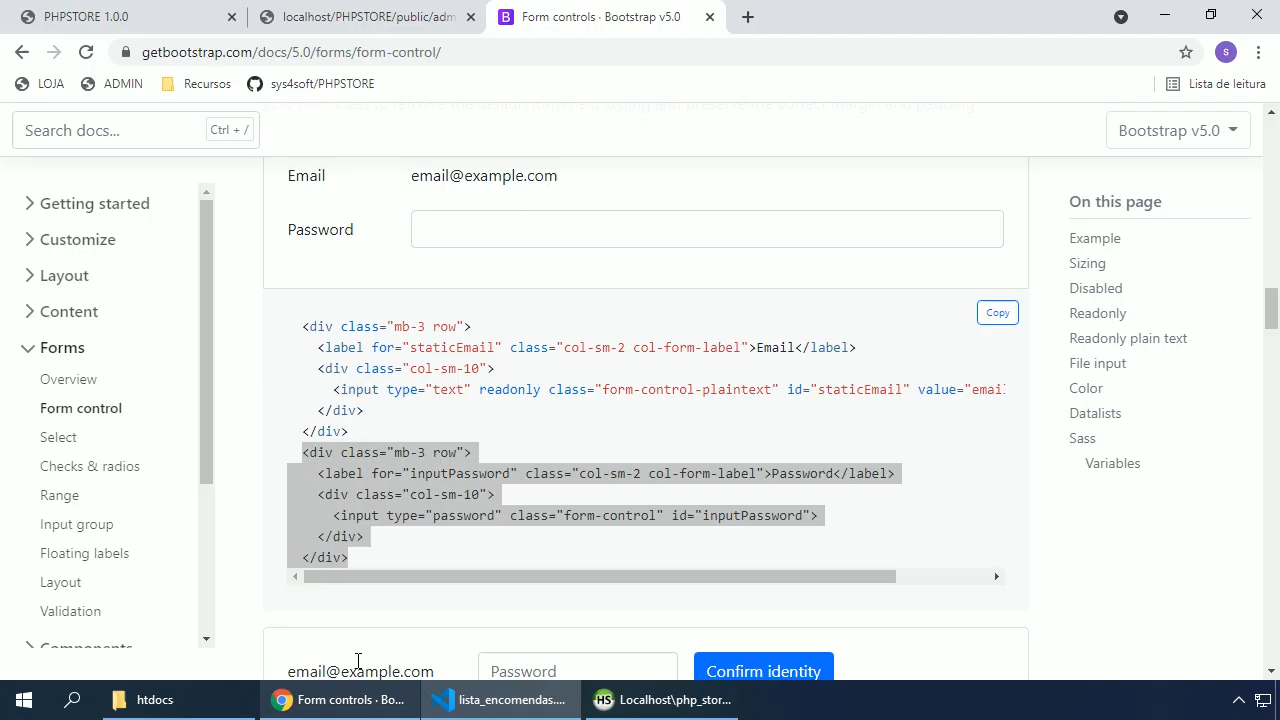 PHPSTORE 1.0.0
localhost/PHPSTORE/public/adm
Form controls · Bootstrap v5.0
getbootstrap.com/docs/5.0/forms/form-control/
S
LOJA
ADMIN
Recursos
sys4soft/PHPSTORE
Lista de leitura
Search docs...
Ctrl + /
Bootstrap v5.0
Getting started
Customize
Layout
Content
Forms
Overview
Form control
Select
Checks & radios
Range
Input group
Floating labels
Layout
Validation
Components
Email
email@example.com
Password
Copy
<div class="mb-3 row">
<label for="staticEmail" class="col-sm-2 col-form-label">Email</label>
<div class="col-sm-10">
<input type="text" readonly class="form-control-plaintext" id="staticEmail" value="email
</div>
</div>
<div class="mb-3 row">
<label for="inputPassword" class="col-sm-2 col-form-label">Password</label>
<div class="col-sm-10">
<input type="password" class="form-control" id="inputPassword">
</div>
</div>
email@example.com
Password
Confirm identity
On this page
Example
Sizing
Disabled
Readonly
Readonly plain text
File input
Color
Datalists
Sass
Variables
htdocs
Form controls · Bo...
lista_encomendas....
HS
Localhost\php_stor...